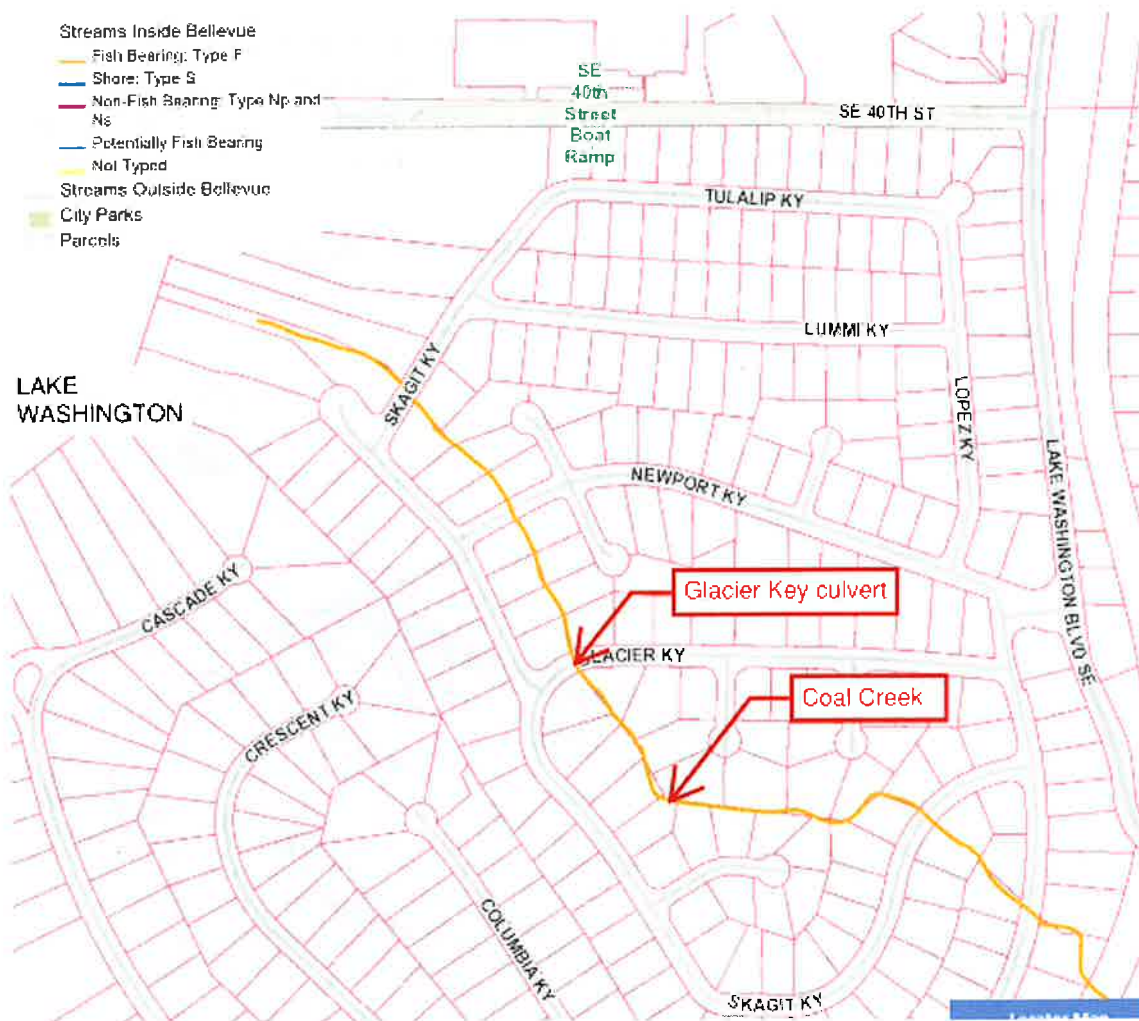 Streams Inside Bellevue
Fish Bearing: Type F
Shore: Type S
Non-Fish Bearing: Type Np and
Ns
Potentially Fish Bearing
Not Typed
Streams Outside Bellevue
City Parks
Parcels
SE
40th
Street
Boat
Ramp
SE 40TH ST
TULALIP KY
LUMMI KY
LAKE
WASHINGTON
SKAGIT KY
LOPEZ KY
LAKE WASHINGTON BLVD SE
NEWPORT KY
Glacier Key culvert
CASCADE KY
LACIER KY
Coal Creek
CRESCENT KY
COLUMBIA KY
SKAGIT KY
Locator Map